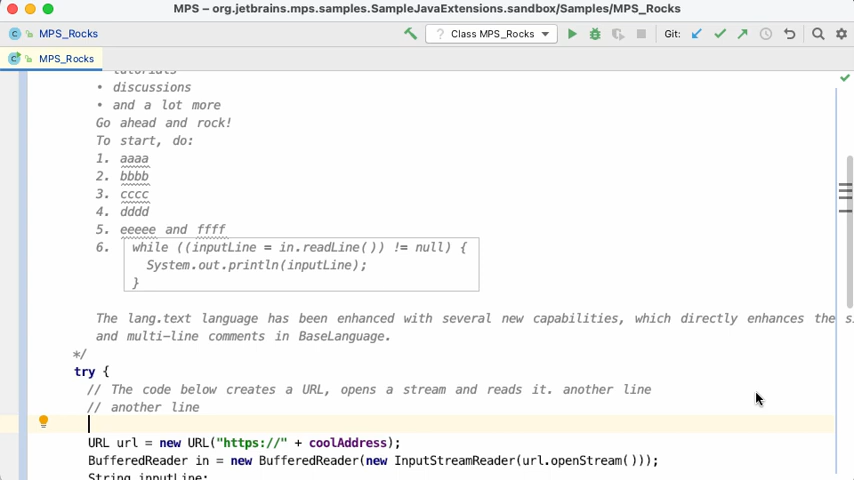 MPS – org.jetbrains.mps.samples.SampleJavaExtensions.sandbox/Samples/MPS_Rocks
MPS_Rocks
Class MPS_Rocks
Git:
MPS_Rocks
tutorials
• discussions
• and a lot more
Go ahead and rock!
To start, do:
1. aaaa
2. bbbb
3. cccc
4. dddd
5. eeeee and ffff
6. while ((inputLine = in.readLine()) != null) {
System.out.println(inputLine);
}
The lang.text language has been enhanced with several new capabilities, which directly enhances the
and multi-line comments in BaseLanguage.
*/
try {
// The code below creates a URL, opens a stream and reads it. another line
// another line
URL url = new URL("https://" + coolAddress);
BufferedReader in = new BufferedReader(new InputStreamReader(url.openStream()));
String inputLine;